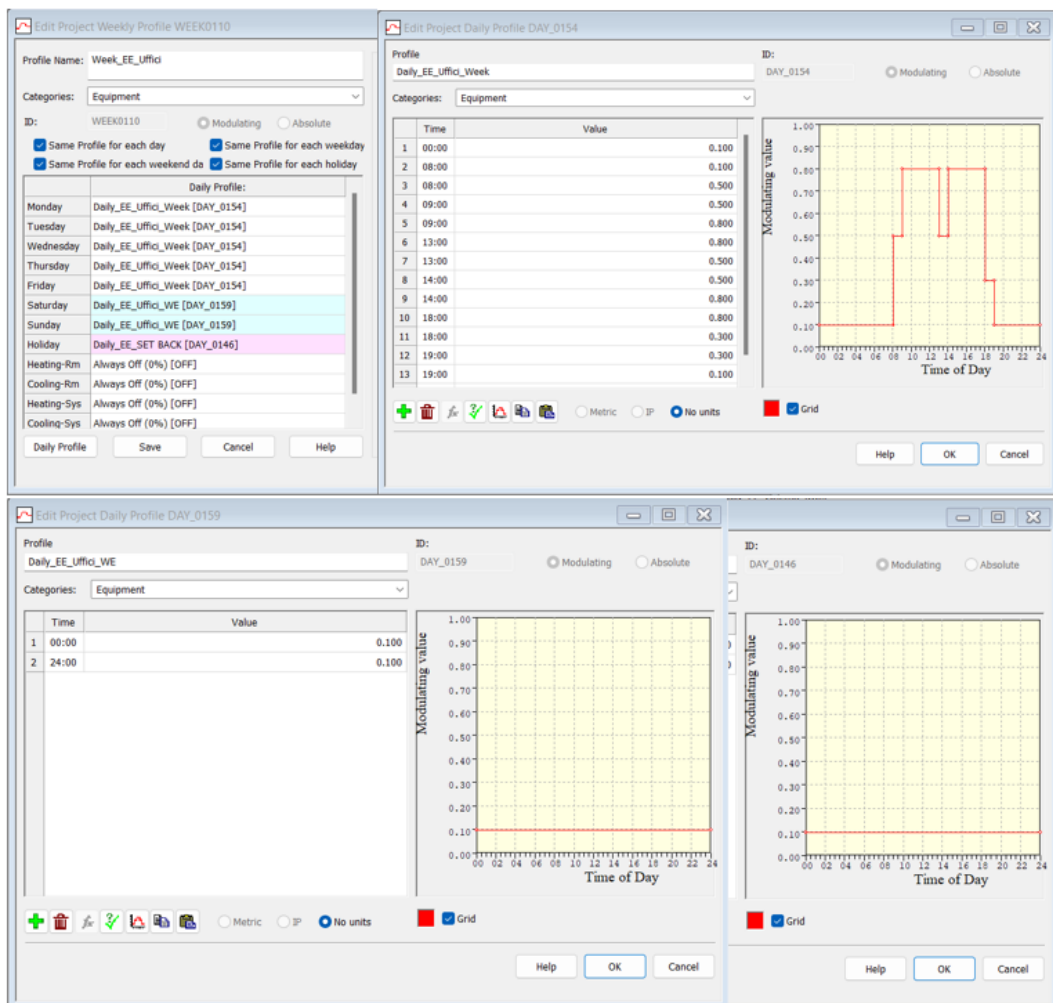 Edit Project Weekly Profile WEEK0110
Profile Name: Week_EE_Uffici
Categories: Equipment
ID: WEEK0110 Modulating Absolute
Same Profile for each day Same Profile for each weekday
Same Profile for each weekend da Same Profile for each holiday
Daily Profile:
Monday Daily_EE_Uffici_Week [DAY_0154]
Tuesday Daily_EE_Uffici_Week [DAY_0154]
Wednesday Daily_EE_Uffici_Week [DAY_0154]
Thursday Daily_EE_Uffici_Week [DAY_0154]
Friday Daily_EE_Uffici_Week [DAY_0154]
Saturday Daily_EE_Uffici_WE [DAY_0159]
Sunday Daily_EE_Uffici_WE [DAY_0159]
Holiday Daily_EE_SET BACK [DAY_0146]
Heating-Rm Always Off (0%) [OFF]
Cooling-Rm Always Off (0%) [OFF]
Heating-Sys Always Off (0%) [OFF]
Cooling-Sys Always Off (0%) [OFF]
Daily Profile Save Cancel Help
Edit Project Daily Profile DAY_0154
Profile ID:
Daily_EE_Uffici_Week DAY_0154 Modulating Absolute
Categories: Equipment
Time Value
1 00:00 0.100
2 08:00 0.100
3 08:00 0.500
4 09:00 0.500
5 09:00 0.800
6 13:00 0.800
7 13:00 0.500
8 14:00 0.500
9 14:00 0.800
10 18:00 0.800
11 18:00 0.300
12 19:00 0.300
13 19:00 0.100
Modulating value
1.00
0.90
0.80
0.70
0.60
0.50
0.40
0.30
0.20
0.10
0.00
00 02 04 06 08 10 12 14 16 18 20 22 24
Time of Day
Metric IP No units Grid
Help OK Cancel
Edit Project Daily Profile DAY_0159
Profile ID:
Daily_EE_Uffici_WE DAY_0159 Modulating Absolute
Categories: Equipment
Time Value
1 00:00 0.100
2 24:00 0.100
Modulating value
1.00
0.90
0.80
0.70
0.60
0.50
0.40
0.30
0.20
0.10
0.00
00 02 04 06 08 10 12 14 16 18 20 22 24
Time of Day
Metric IP No units Grid
Help OK Cancel
ID:
DAY_0146 Modulating Absolute
Modulating value
1.00
0.90
0.80
0.70
0.60
0.50
0.40
0.30
0.20
0.10
0.00
00 02 04 06 08 10 12 14 16 18 20 22 24
Time of Day
Grid
Help OK Cancel